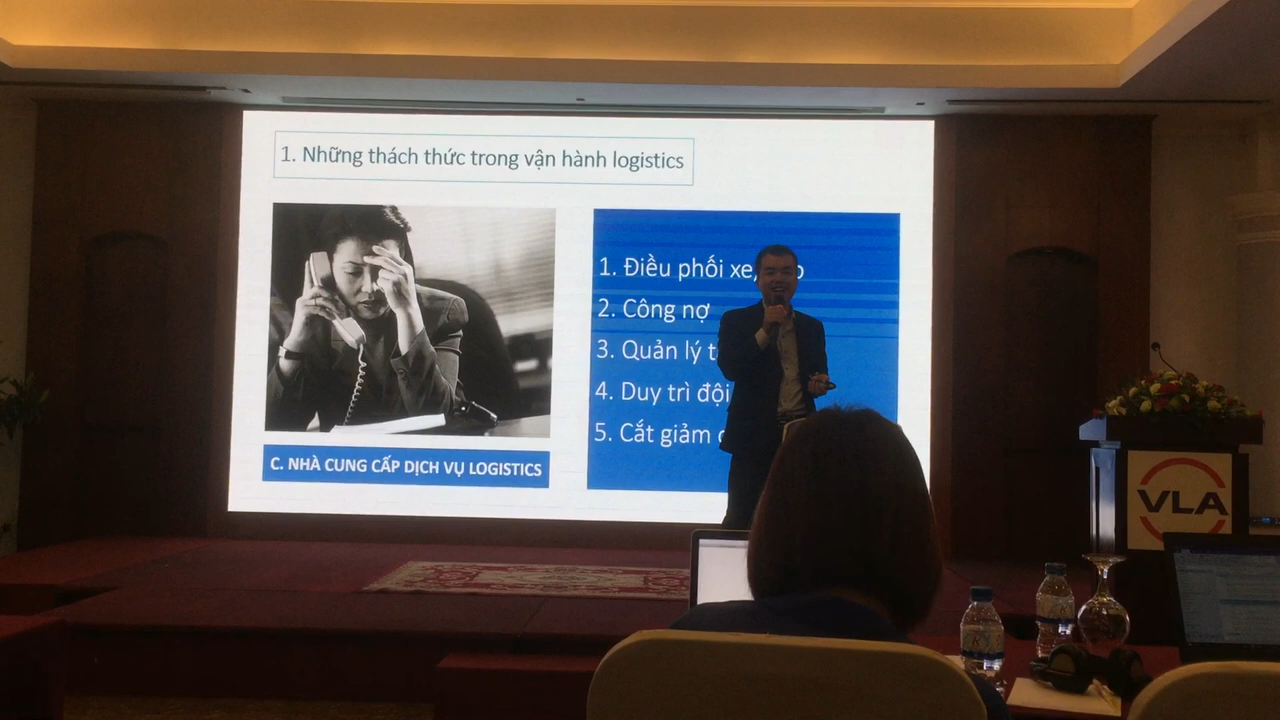 1. Những thách thức trong vận hành logistics
1. Điều phối xe,
2. Công nợ
3. Quản lý
4. Duy trì đội
5. Cắt giảm
C. NHÀ CUNG CẤP DỊCH VỤ LOGISTICS
VLA